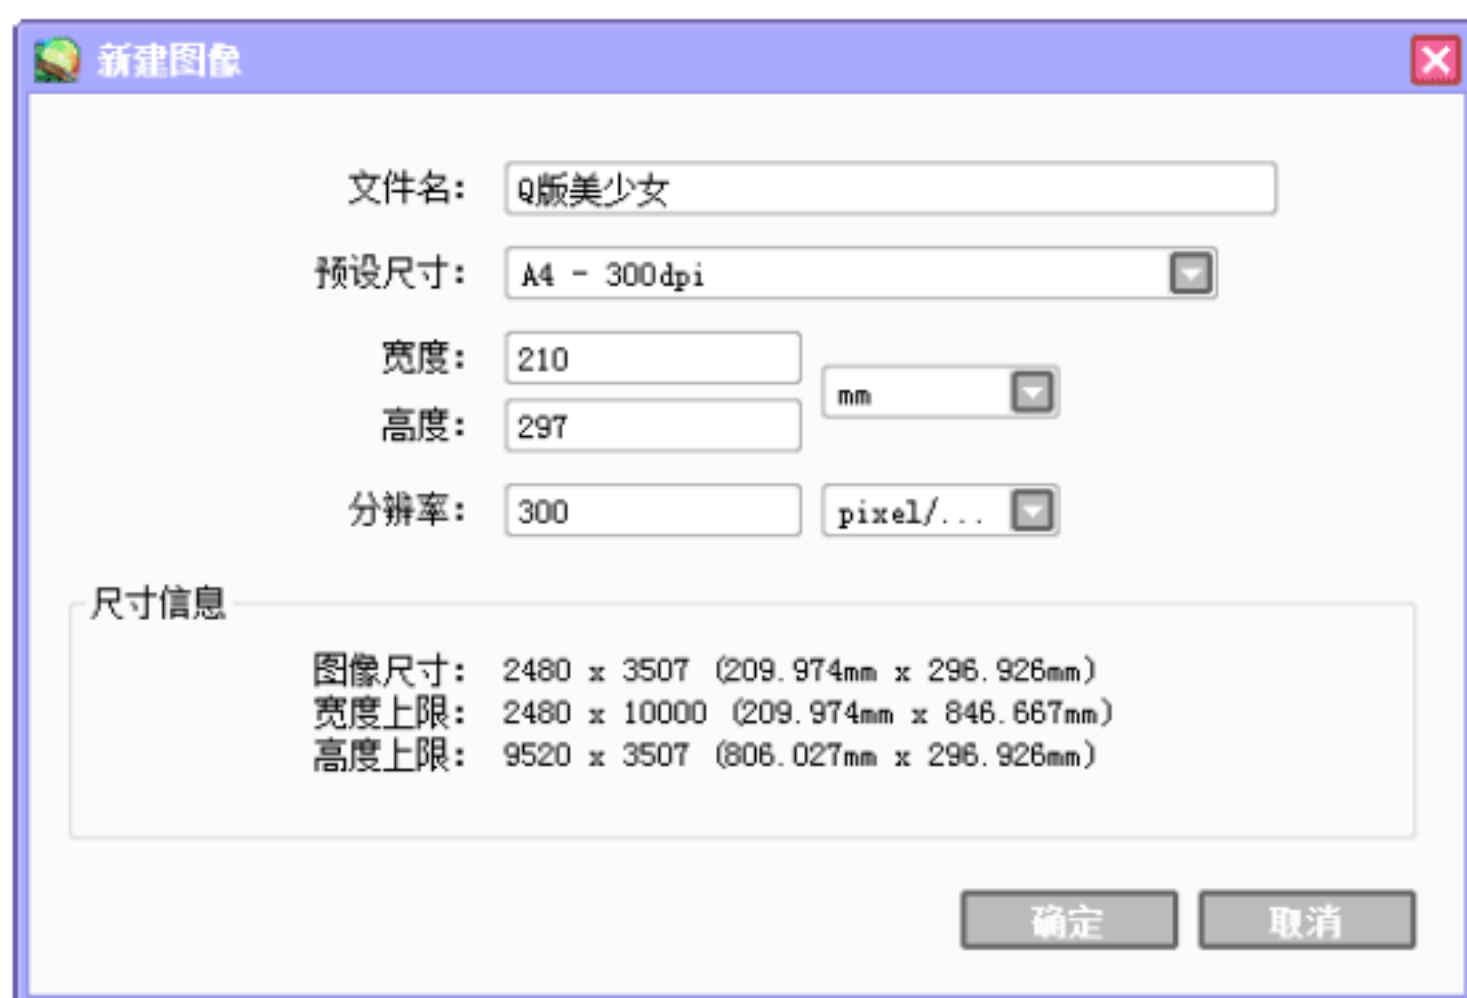 新建图像
文件名: Q版美少女
预设尺寸: A4 - 300dpi
宽度: 210
mm
高度: 297
分辨率: 300 pixel/...
尺寸信息
图像尺寸: 2480 x 3507 (209.974mm x 296.926mm)
宽度上限: 2480 x 10000 (209.974mm x 846.667mm)
高度上限: 9520 x 3507 (806.027mm x 296.926mm)
确定 取消